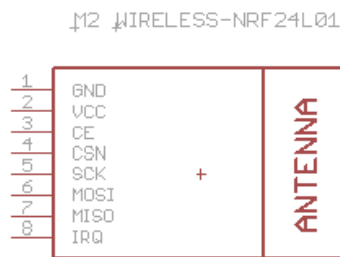 M2 WIRELESS-NRF24L01
1 GND
2 VCC
3 CE
4 CSN
5 SCK
6 MOSI
7 MISO
8 IRQ
ANTENNA